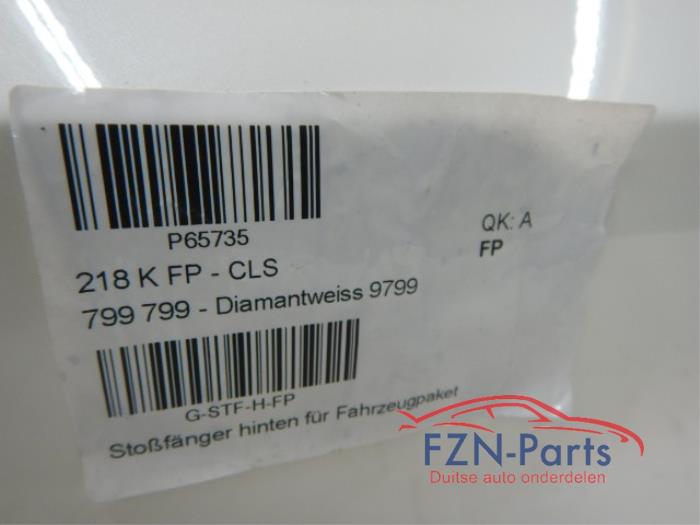 P65735
QK: A
FP
218 K FP - CLS
799 799 - Diamantweiss 9799
G-STF-H-FP
Stoßfänger hinten für Fahrzeugpaket
FZN-Parts
Duitse auto onderdelen